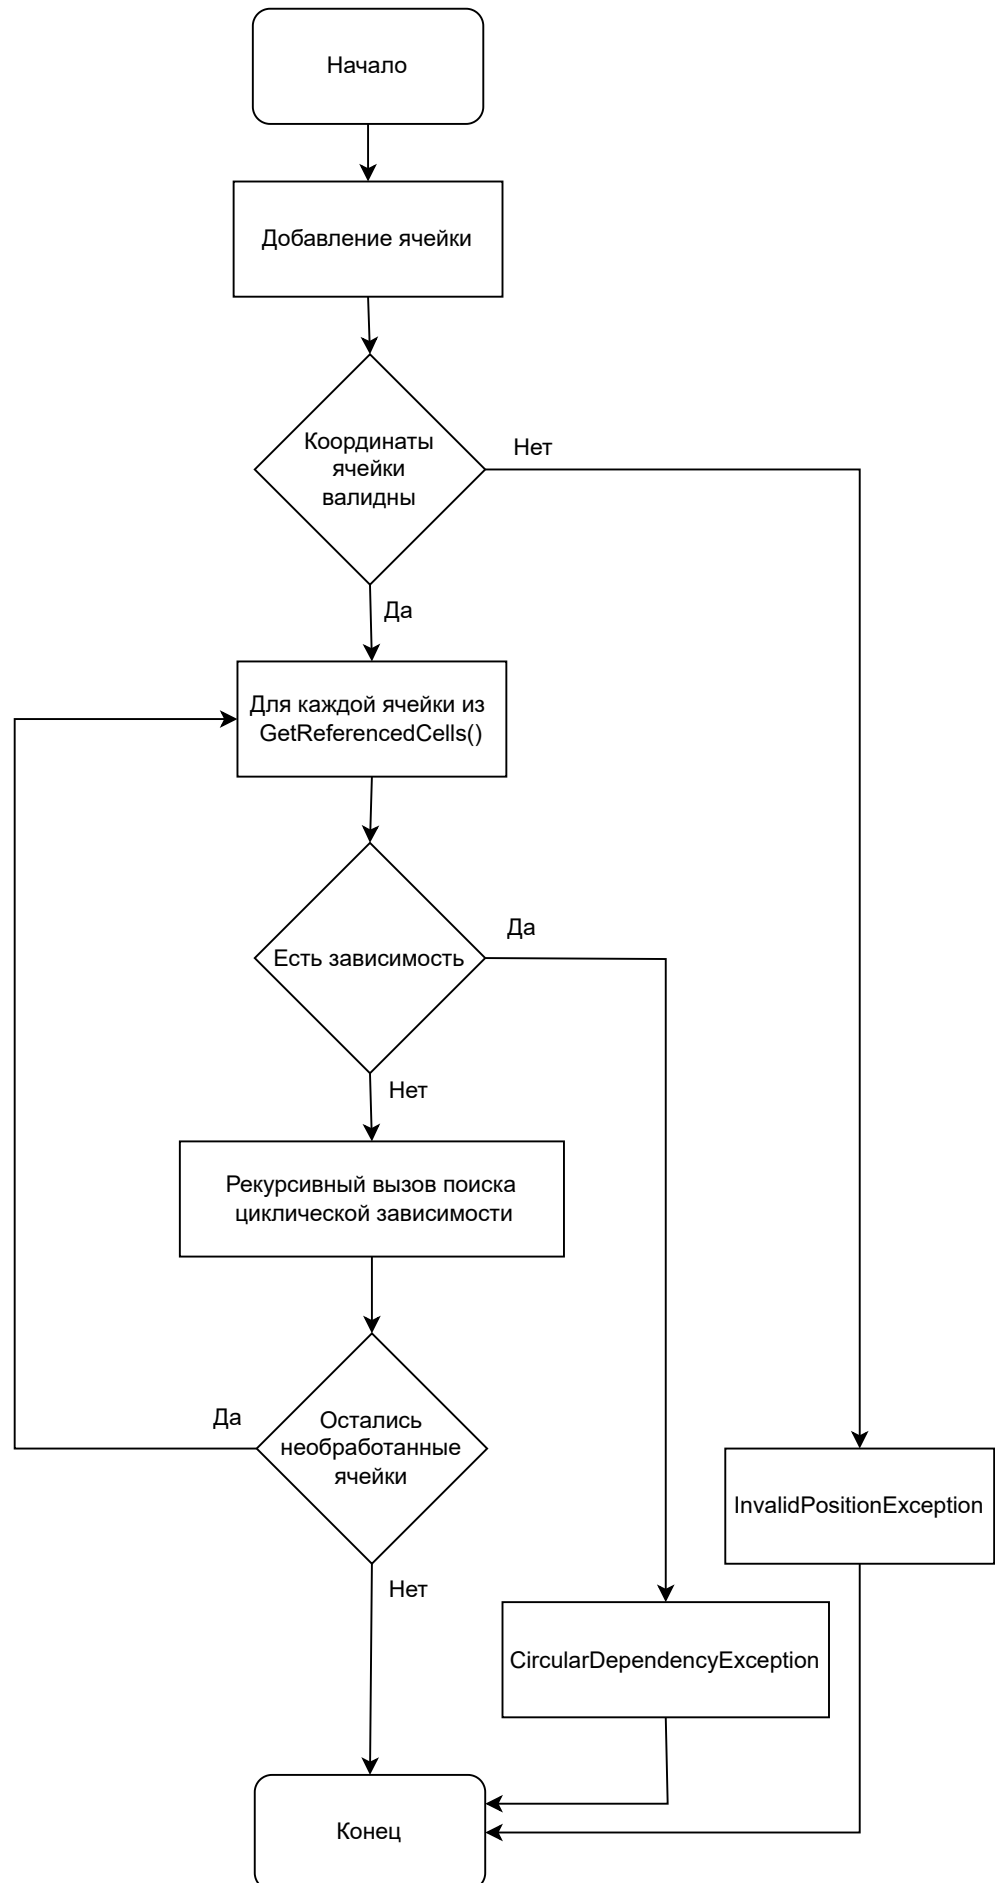 Начало
Добавление ячейки
Координаты
ячейки
валидны
Нет
Да
Для каждой ячейки из
GetReferencedCells()
Есть зависимость
Да
Нет
Рекурсивный вызов поиска
циклической зависимости
Остались
необработанные
ячейки
Да
Нет
InvalidPositionException
CircularDependencyException
Конец